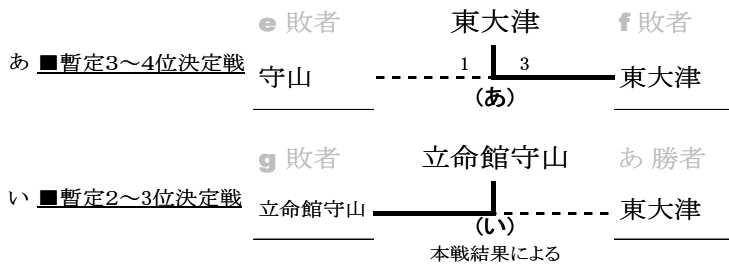 e 敗者 東大津 f 敗者
あ ■暫定3～4位決定戦 守山 1 3 東大津
(あ)
g 敗者 立命館守山 あ 勝者
い ■暫定2～3位決定戦 立命館守山 東大津
(い)
本戦結果による